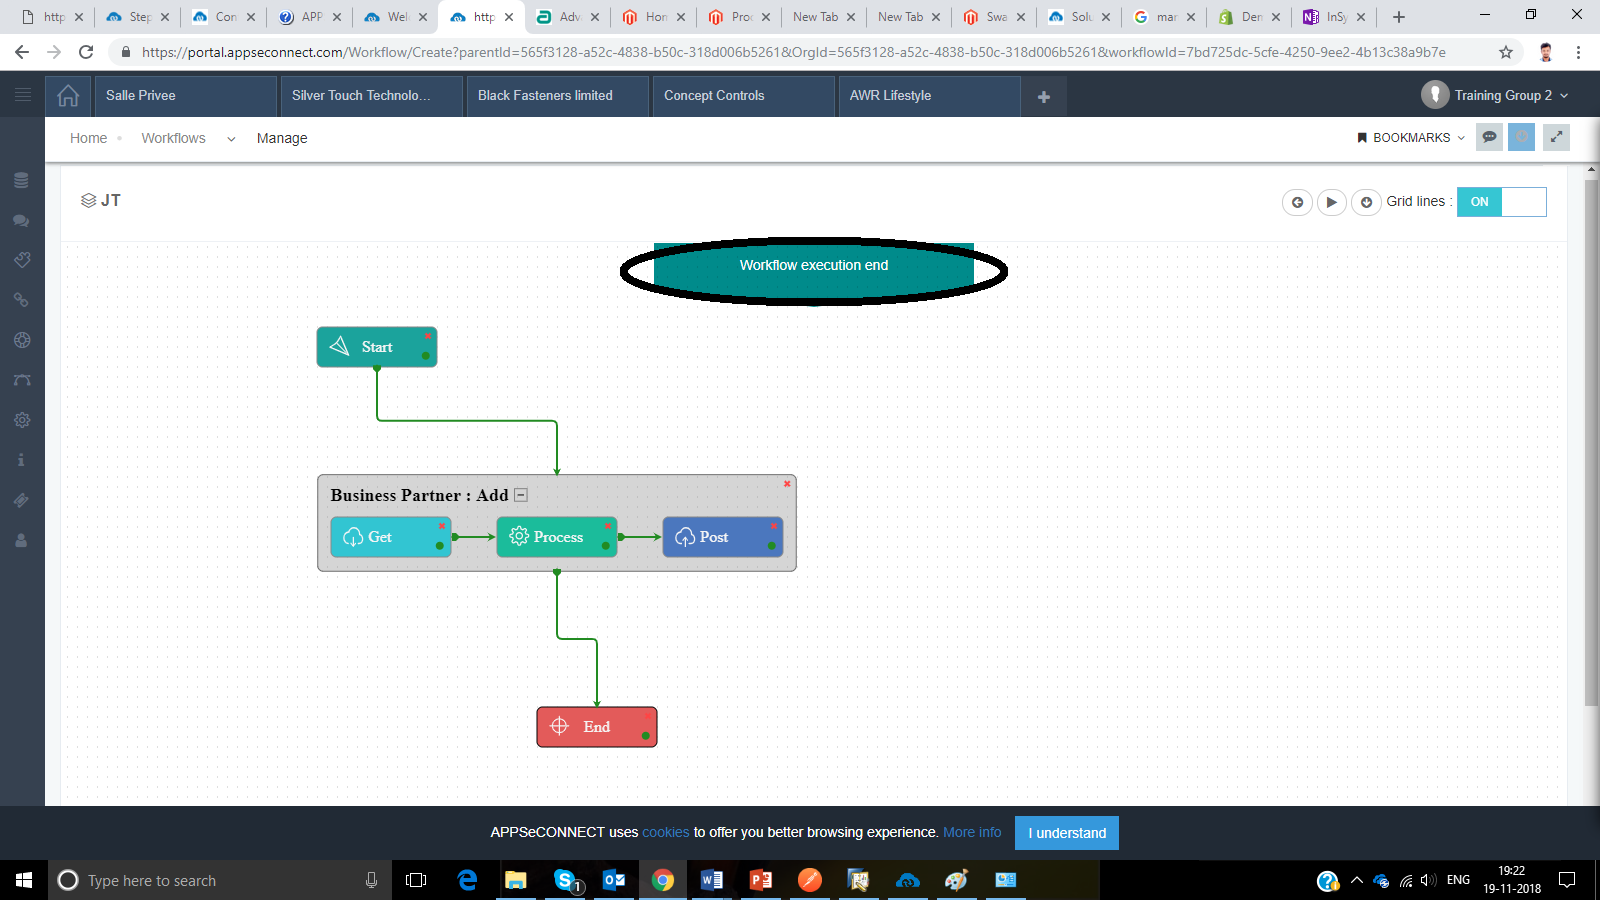 http
Step
Con
APP
Wel
http
Adv
Hon
Proc
New Tab
New Tab
Swa
Solu
mar
Den
InSy
https://portal.appseconnect.com/Workflow/Create?parentId=565f3128-a52c-4838-b50c-318d006b5261&OrgId=565f3128-a52c-4838-b50c-318d006b5261&workflowId=7bd725dc-5cfe-4250-9ee2-4b13c38a9b7e
Salle Privee
Silver Touch Technolo...
Black Fasteners limited
Concept Controls
AWR Lifestyle
Training Group 2
Home
Workflows
Manage
BOOKMARKS
JT
Grid lines :
ON
Workflow execution end
Start
Business Partner : Add
Get
Process
Post
End
APPSeCONNECT uses cookies to offer you better browsing experience. More info
I understand
Type here to search
1
ENG
19:22
19-11-2018